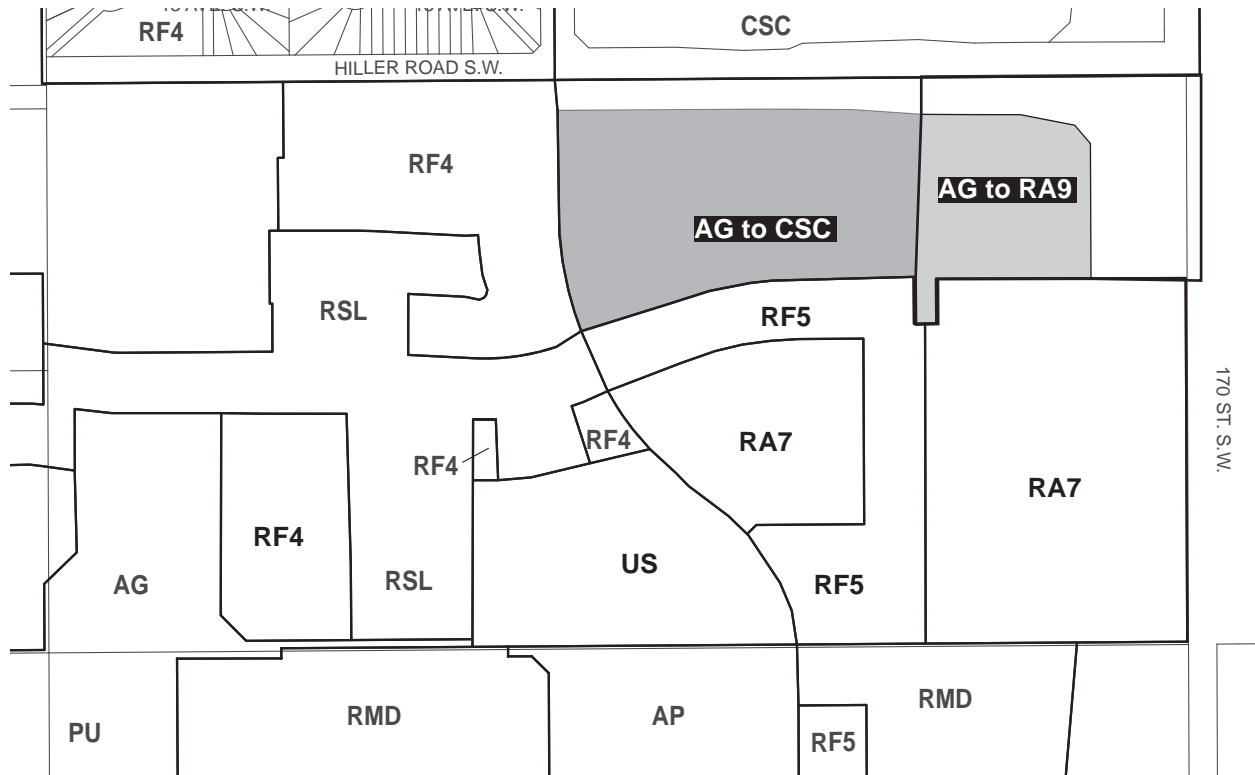 RF4
CSC
HILLER ROAD S.W.
RF4
AG to RA9
AG to CSC
RSL
RF5
170 ST. S.W.
RF4
RA7
RF4
RA7
RF4
US
AG
RSL
RF5
PU
RMD
AP
RMD
RF5